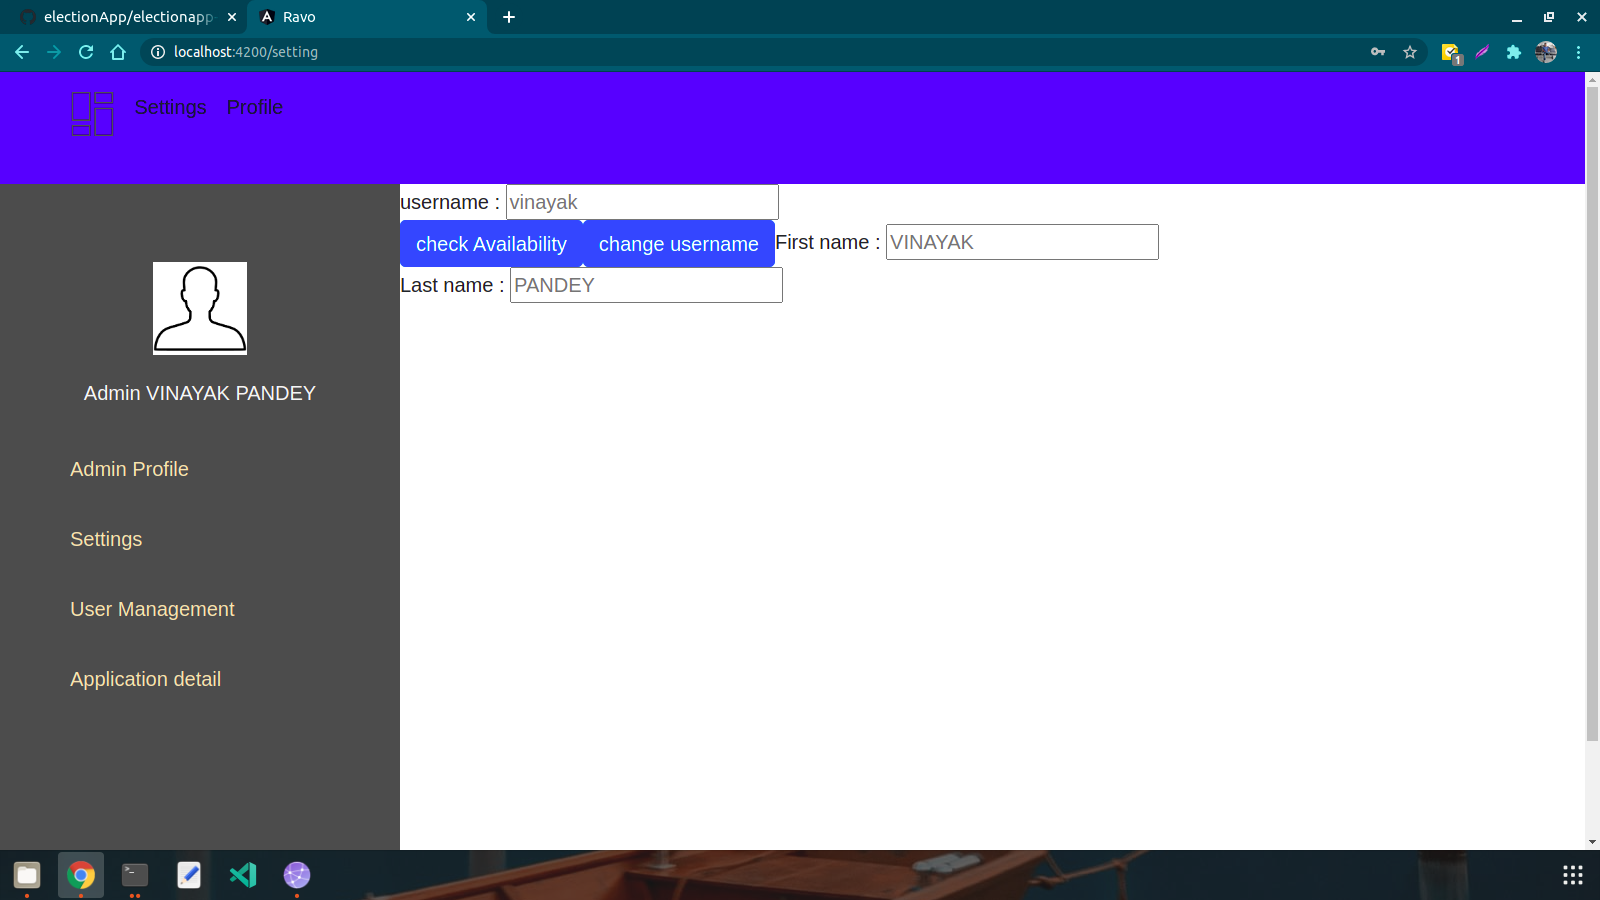 electionApp/electionapp
Ravo
localhost:4200/setting
1
Settings Profile
username : vinayak
check Availability change username First name : VINAYAK
Last name : PANDEY
Admin VINAYAK PANDEY
Admin Profile
Settings
User Management
Application detail